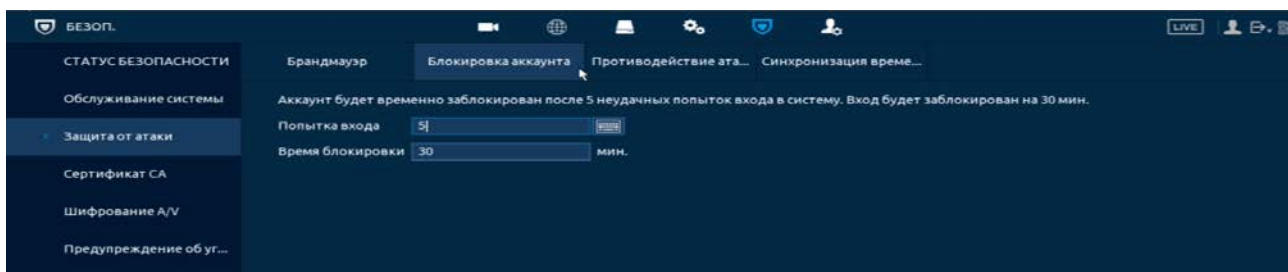 БЕЗОП.
LIVE
СТАТУС БЕЗОПАСНОСТИ
Обслуживание системы
Защита от атаки
Сертификат CA
Шифрование A/V
Предупреждение об уг...
Брандмауэр
Блокировка аккаунта
Противодействие ата...
Синхронизация време...
Аккаунт будет временно заблокирован после 5 неудачных попыток входа в систему. Вход будет заблокирован на 30 мин.
Попытка входа 5
Время блокировки 30 мин.